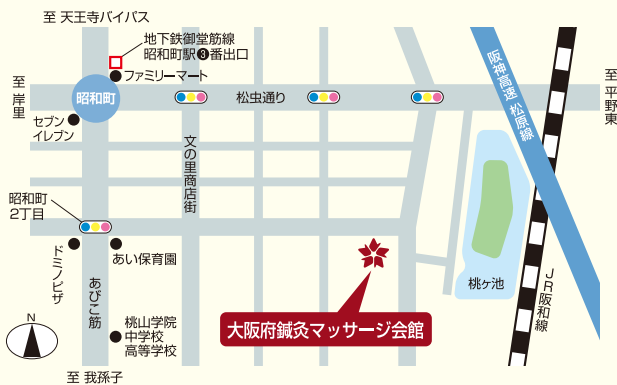 至 天王寺バイパス
地下鉄御堂筋線
昭和町駅❸番出口
ファミリーマート
至 岸里
昭和町
松虫通り
阪神高速 松原線
至 平野東
セブン
イレブン
文の里商店街
昭和町
2丁目
ドミノピザ
あい保育園
あびこ筋
桃ヶ池
JR阪和線
大阪府鍼灸マッサージ会館
桃山学院
中学校
高等学校
N
至 我孫子